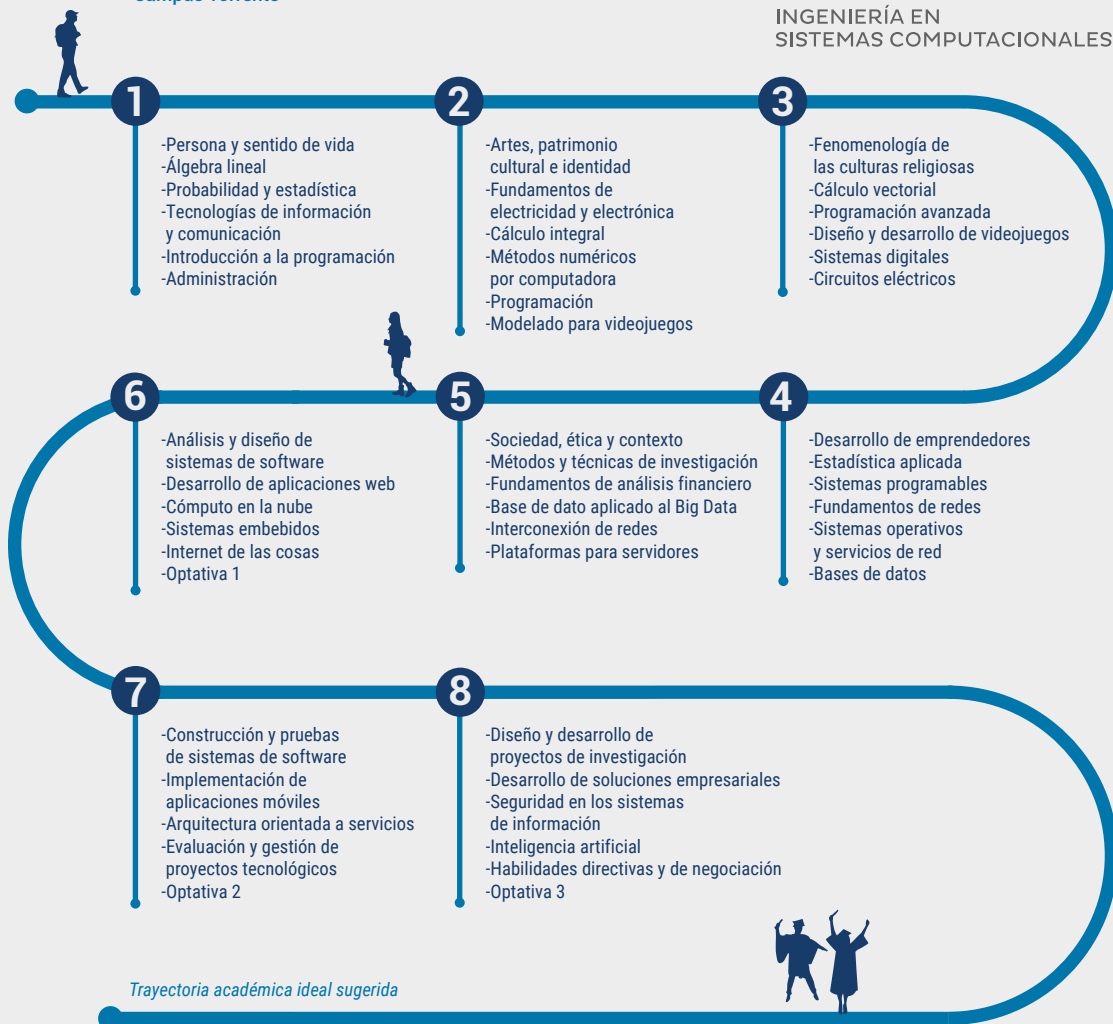 INGENIERÍA EN
SISTEMAS COMPUTACIONALES
1
-Persona y sentido de vida
-Álgebra lineal
-Probabilidad y estadística
-Tecnologías de información
y comunicación
-Introducción a la programación
-Administración
2
-Artes, patrimonio
cultural e identidad
-Fundamentos de
electricidad y electrónica
-Cálculo integral
-Métodos numéricos
por computadora
-Programación
-Modelado para videojuegos
3
-Fenomenología de
las culturas religiosas
-Cálculo vectorial
-Programación avanzada
-Diseño y desarrollo de videojuegos
-Sistemas digitales
-Circuitos eléctricos
4
-Desarrollo de emprendedores
-Estadística aplicada
-Sistemas programables
-Fundamentos de redes
-Sistemas operativos
y servicios de red
-Bases de datos
5
-Sociedad, ética y contexto
-Métodos y técnicas de investigación
-Fundamentos de análisis financiero
-Base de dato aplicado al Big Data
-Interconexión de redes
-Plataformas para servidores
6
-Análisis y diseño de
sistemas de software
-Desarrollo de aplicaciones web
-Cómputo en la nube
-Sistemas embebidos
-Internet de las cosas
-Optativa 1
7
-Construcción y pruebas
de sistemas de software
-Implementación de
aplicaciones móviles
-Arquitectura orientada a servicios
-Evaluación y gestión de
proyectos tecnológicos
-Optativa 2
8
-Diseño y desarrollo de
proyectos de investigación
-Desarrollo de soluciones empresariales
-Seguridad en los sistemas
de información
-Inteligencia artificial
-Habilidades directivas y de negociación
-Optativa 3
Trayectoria académica ideal sugerida